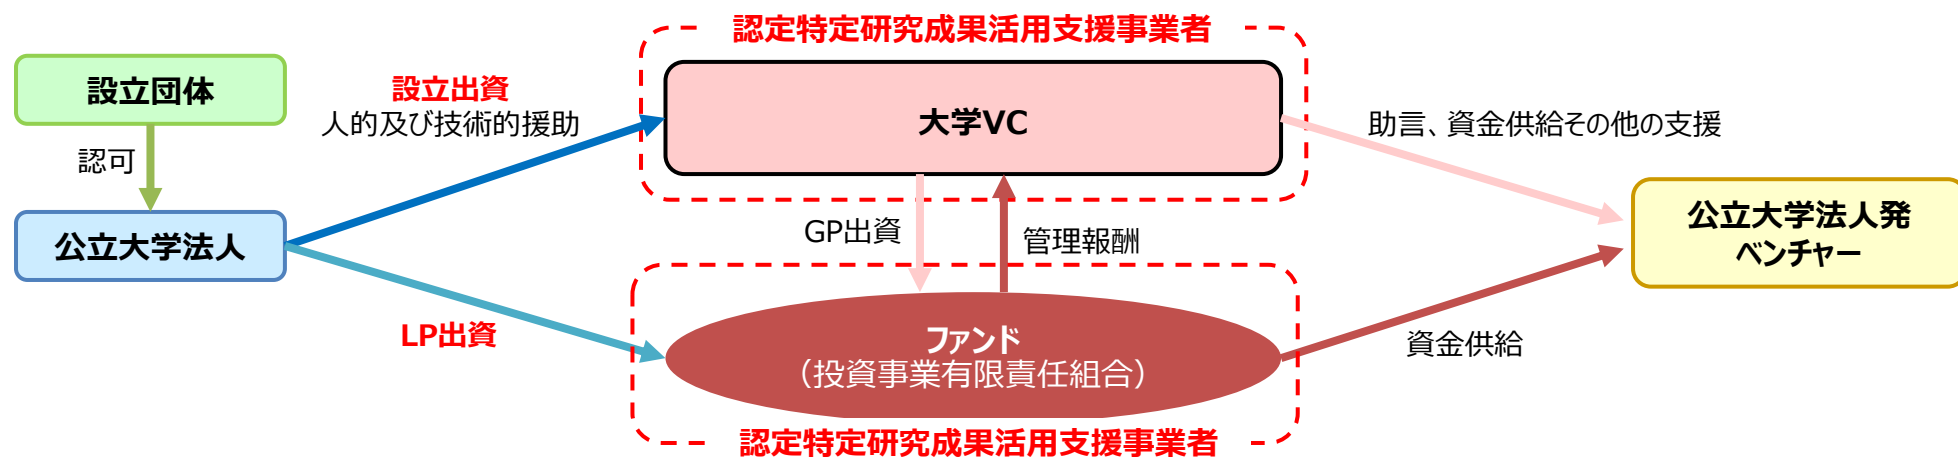 認定特定研究成果活用支援事業者
設立団体
設立出資
人的及び技術的援助
大学VC
助言、資金供給その他の支援
認可
公立大学法人
GP出資
管理報酬
公立大学法人発
ベンチャー
LP出資
ファンド
（投資事業有限責任組合）
資金供給
認定特定研究成果活用支援事業者